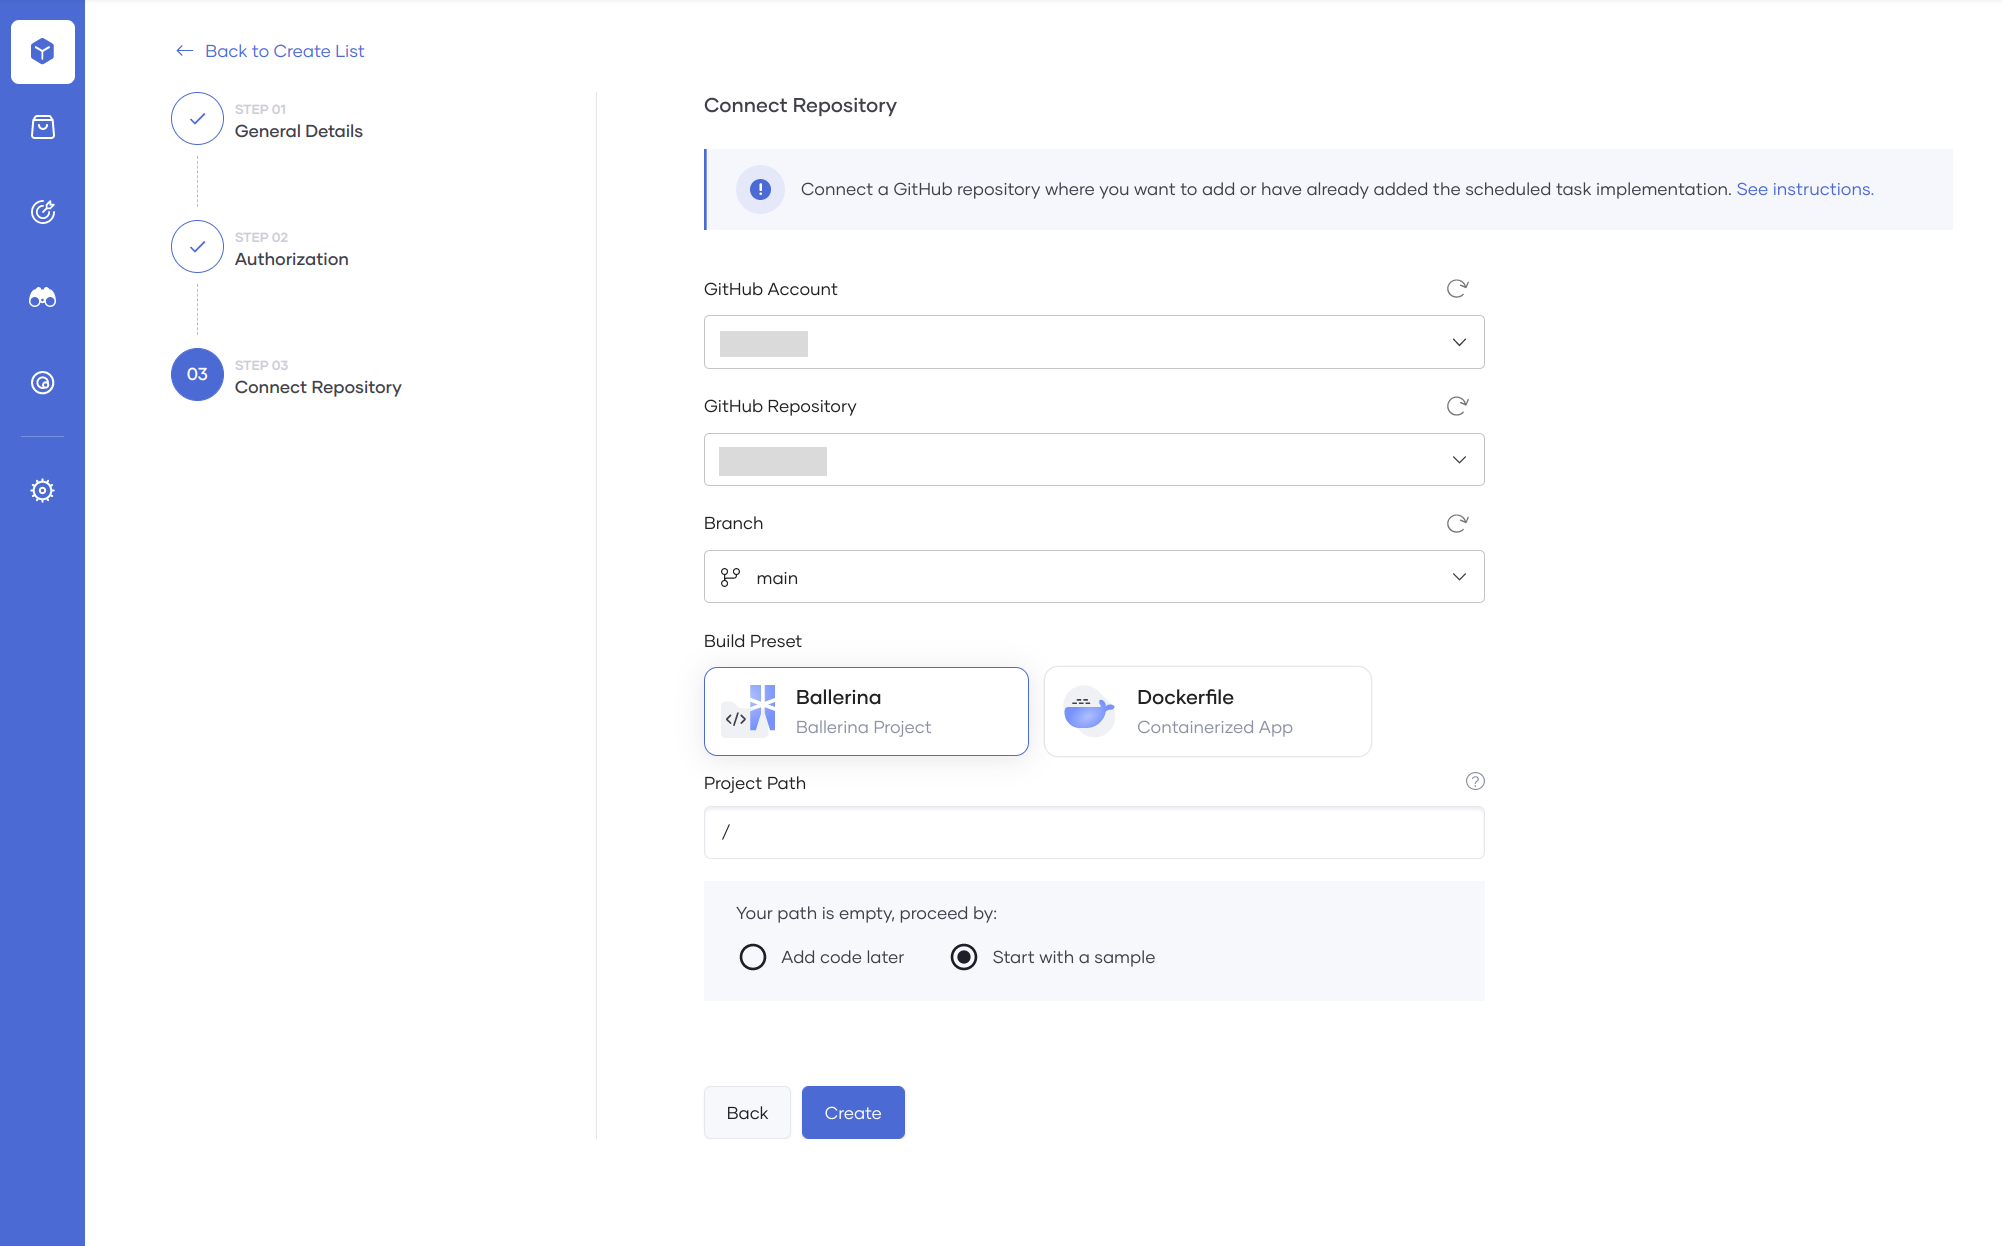 Back to Create List
STEP 01
General Details
STEP 02
Authorization
03
STEP 03
Connect Repository
Connect Repository
Connect a GitHub repository where you want to add or have already added the scheduled task implementation. See instructions.
GitHub Account
GitHub Repository
Branch
main
Build Preset
</>
Ballerina
Ballerina Project
Dockerfile
Containerized App
Project Path
/
Your path is empty, proceed by:
Add code later
Start with a sample
Back
Create